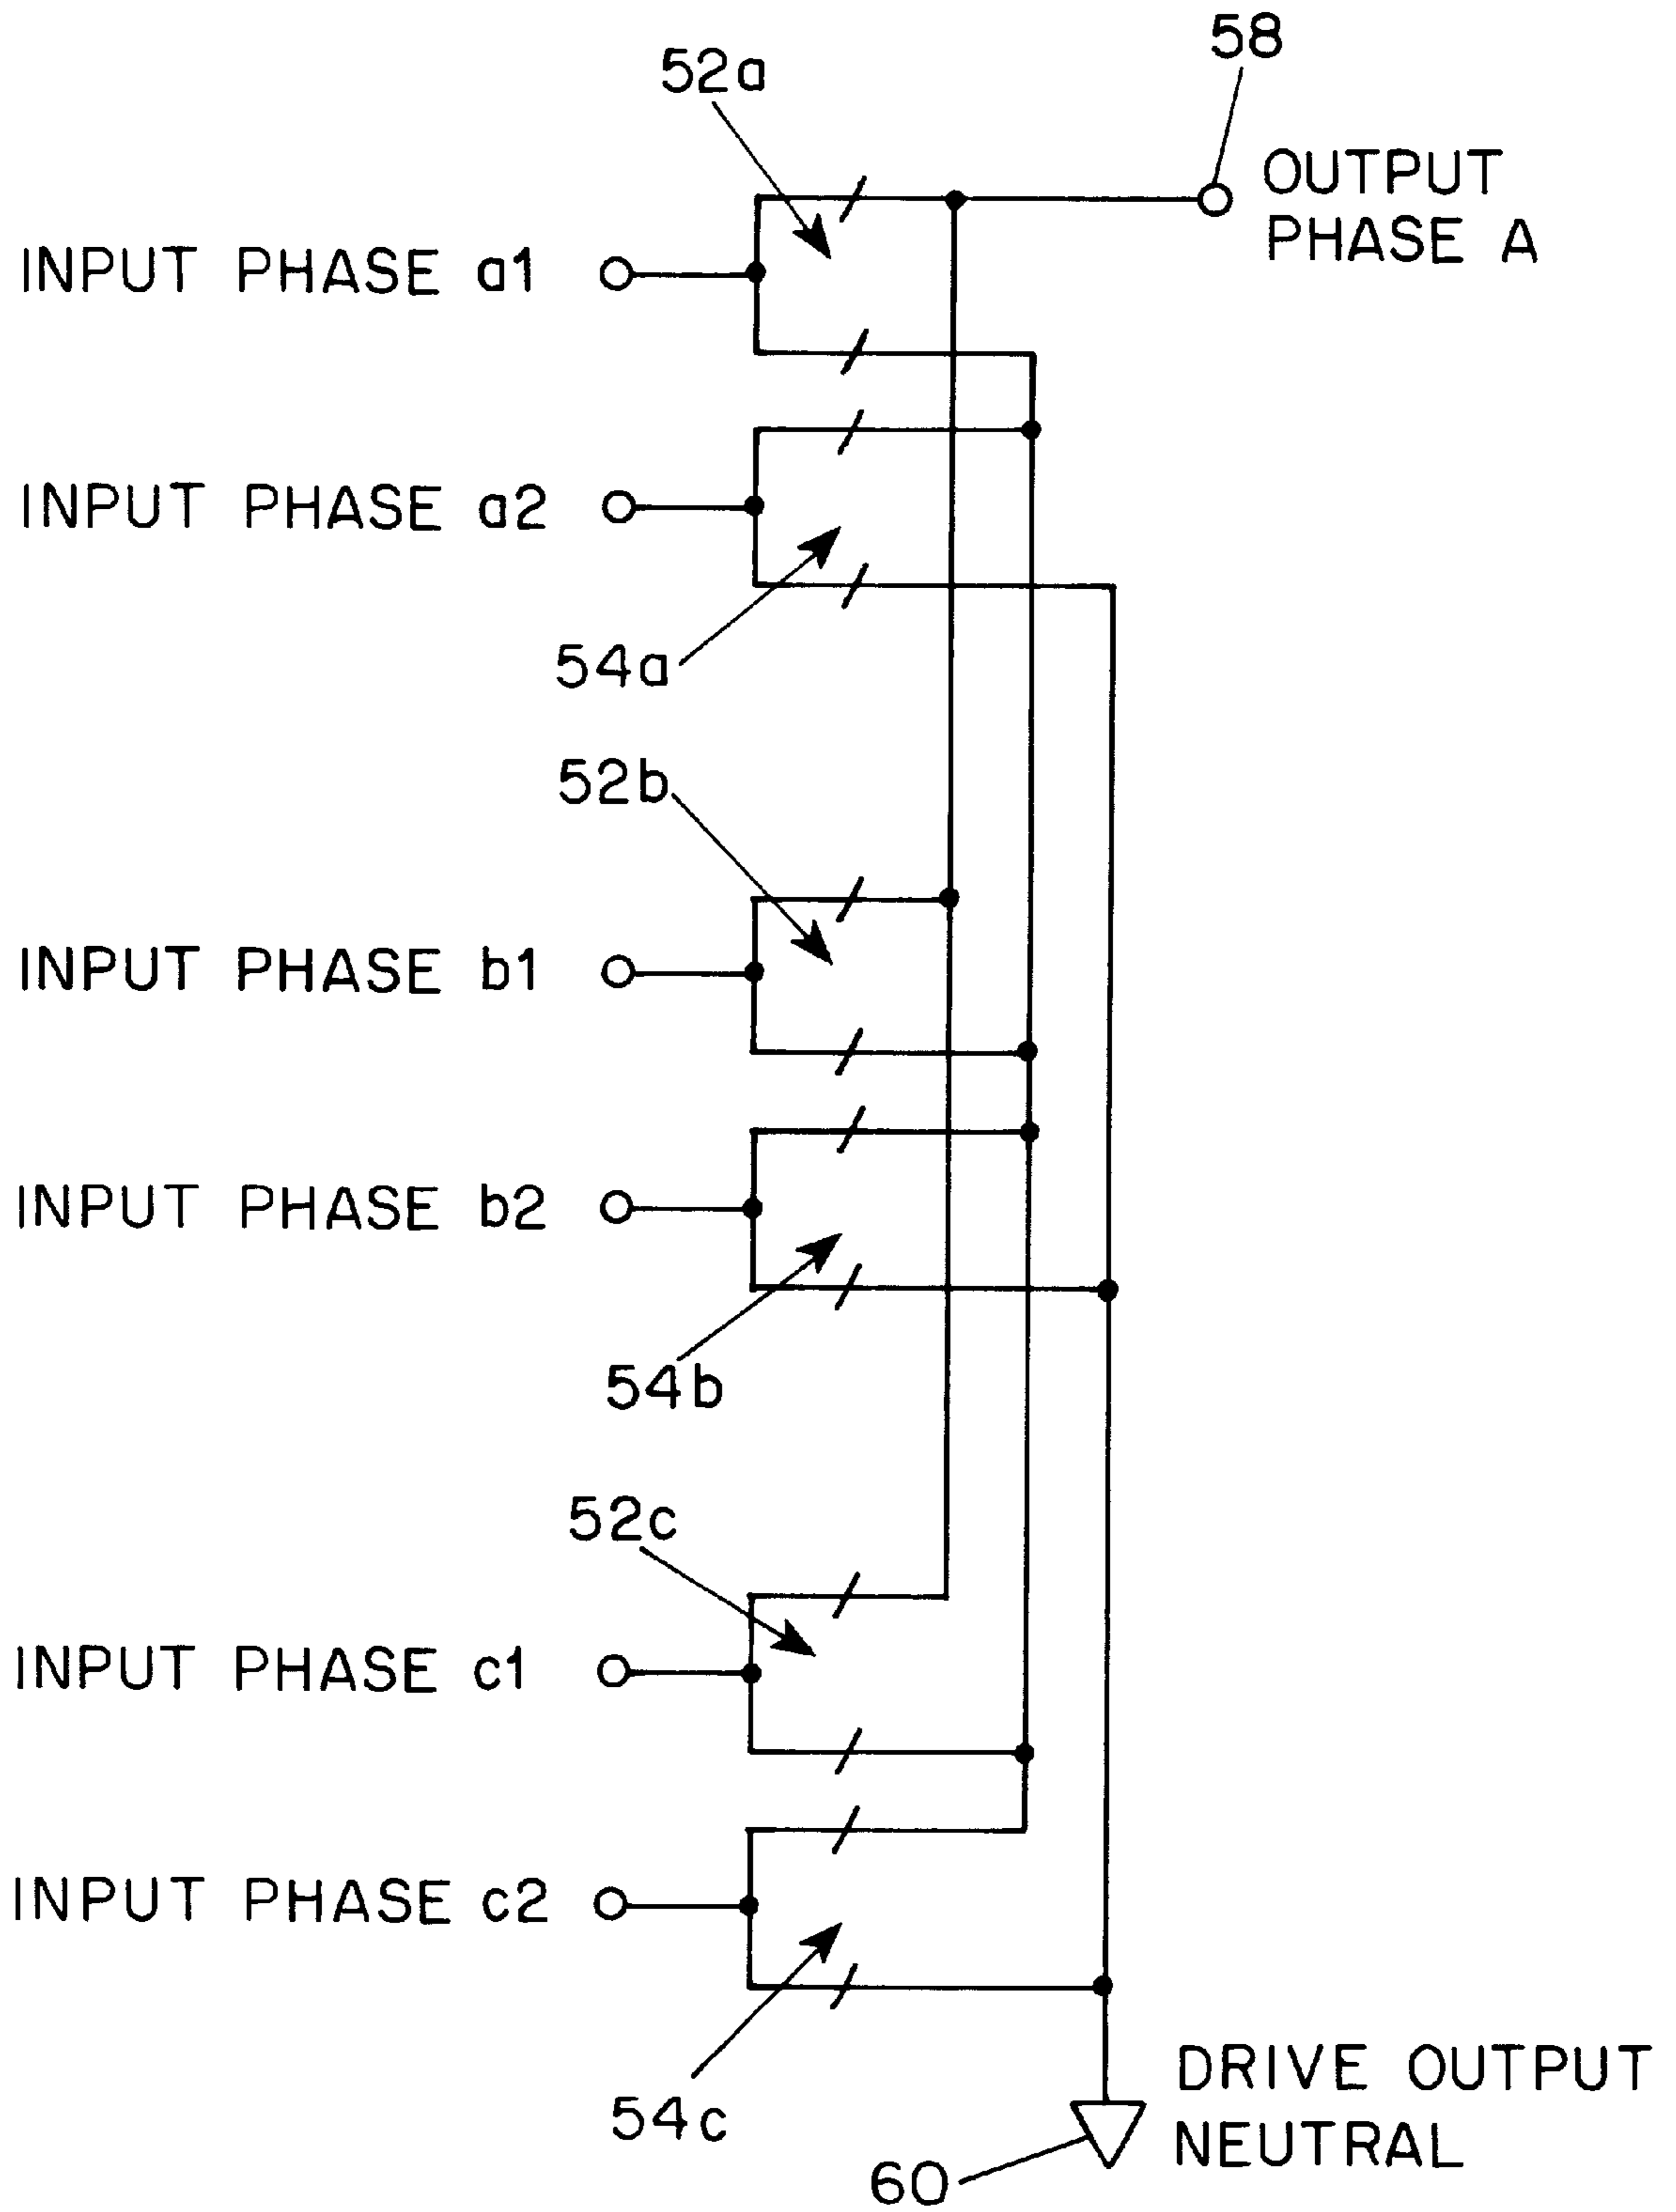 58
52a
OUTPUT
PHASE A
INPUT PHASE a1
INPUT PHASE a2
54a
52b
INPUT PHASE b1
INPUT PHASE b2
54b
52c
INPUT PHASE c1
INPUT PHASE c2
DRIVE OUTPUT
NEUTRAL
54c
60